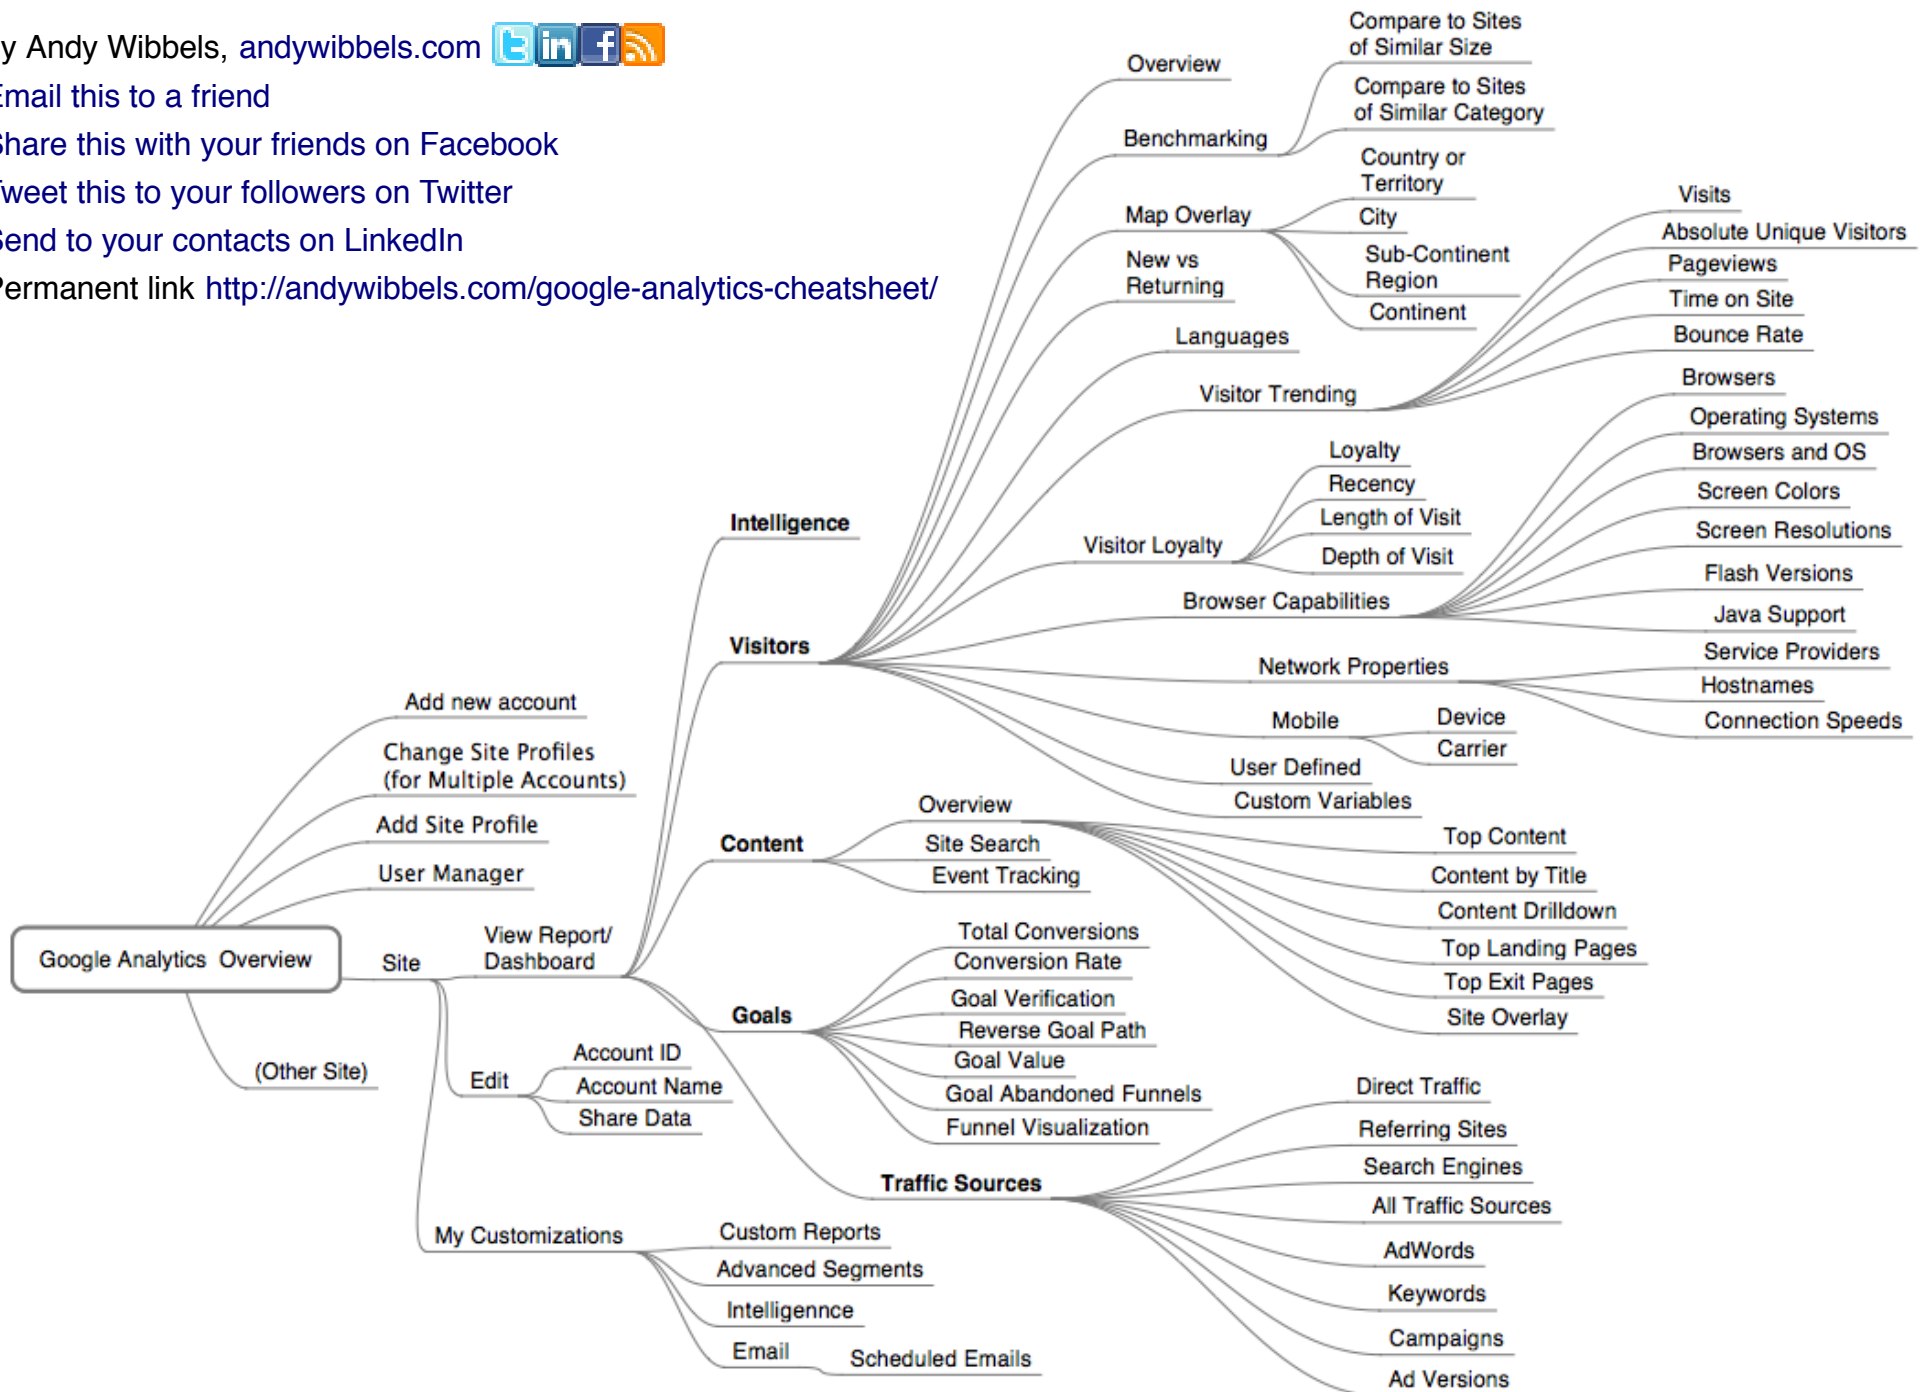 y Andy Wibbels, andywibbels.com
Email this to a friend
Share this with your friends on Facebook
Tweet this to your followers on Twitter
Send to your contacts on LinkedIn
Permanent link http://andywibbels.com/google-analytics-cheatsheet/
Google Analytics Overview
Add new account
Change Site Profiles
(for Multiple Accounts)
Add Site Profile
User Manager
Site
(Other Site)
View Report/
Dashboard
Edit
Account ID
Account Name
Share Data
My Customizations
Custom Reports
Advanced Segments
Intelligennce
Email
Scheduled Emails
Intelligence
Visitors
Overview
Benchmarking
Compare to Sites
of Similar Size
Compare to Sites
of Similar Category
Map Overlay
Country or
Territory
City
Sub-Continent
Region
Continent
New vs
Returning
Languages
Visitor Trending
Visits
Absolute Unique Visitors
Pageviews
Time on Site
Bounce Rate
Visitor Loyalty
Loyalty
Recency
Length of Visit
Depth of Visit
Browser Capabilities
Browsers
Operating Systems
Browsers and OS
Screen Colors
Screen Resolutions
Flash Versions
Java Support
Network Properties
Service Providers
Hostnames
Connection Speeds
Mobile
Device
Carrier
User Defined
Custom Variables
Content
Overview
Top Content
Content by Title
Content Drilldown
Top Landing Pages
Top Exit Pages
Site Overlay
Site Search
Event Tracking
Goals
Total Conversions
Conversion Rate
Goal Verification
Reverse Goal Path
Goal Value
Goal Abandoned Funnels
Funnel Visualization
Traffic Sources
Direct Traffic
Referring Sites
Search Engines
All Traffic Sources
AdWords
Keywords
Campaigns
Ad Versions